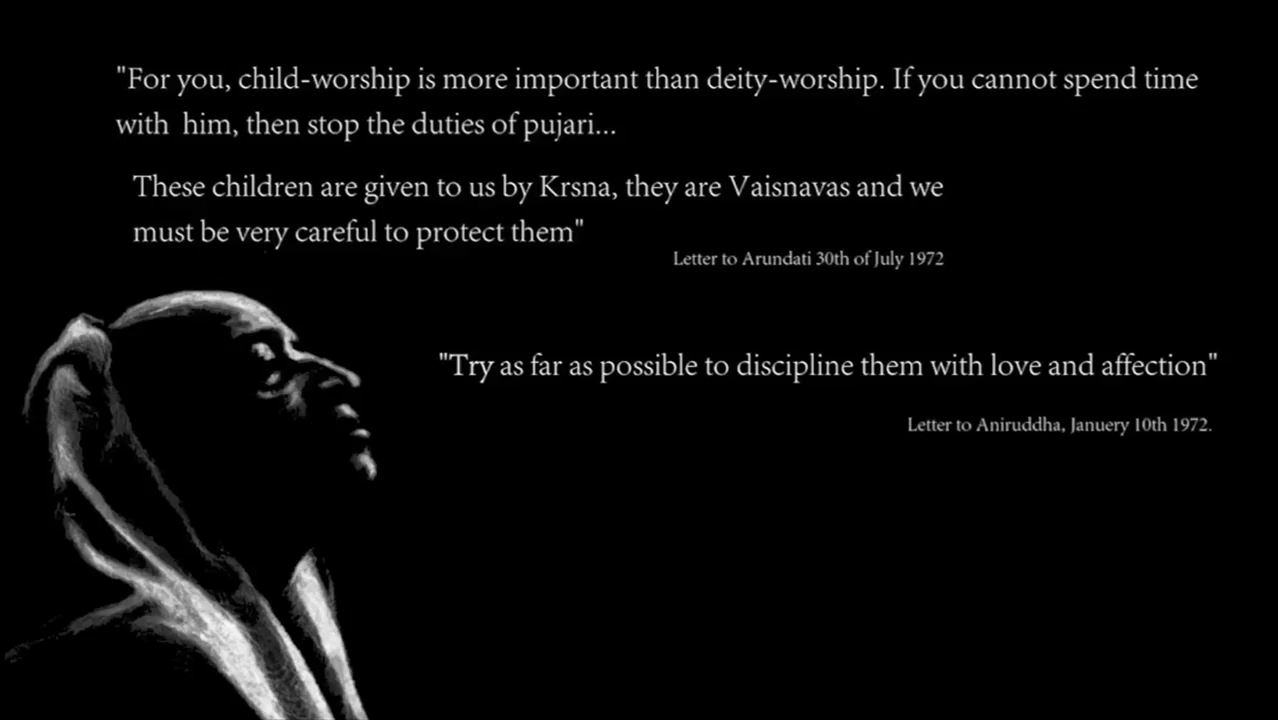 "For you, child-worship is more important than deity-worship. If you cannot spend time
with him, then stop the duties of pujari...
These children are given to us by Krsna, they are Vaisnavas and we
must be very careful to protect them"
Letter to Arundati 30th of July 1972
"Try as far as possible to discipline them with love and affection"
Letter to Aniruddha, Januery 10th 1972.